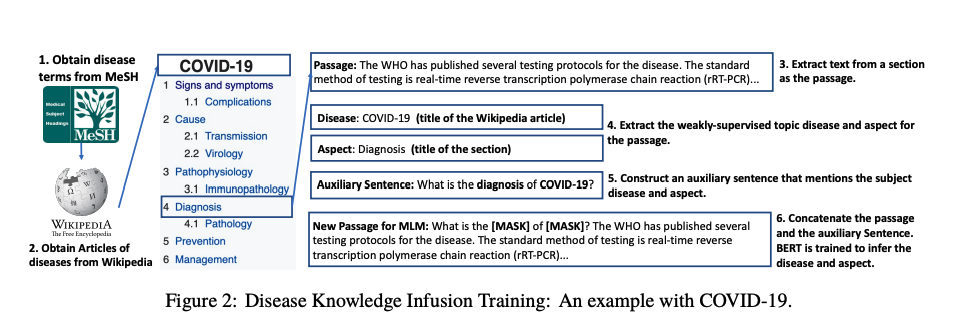 1. Obtain disease
terms from MeSH
Medical
Subject
Headings
MeSH
WIKIPEDIA
The Free Encyclopedia
2. Obtain Articles of
diseases from Wikipedia
COVID-19
1 Signs and symptoms
1.1 Complications
2 Cause
2.1 Transmission
2.2 Virology
3 Pathophysiology
3.1 Immunopathology
4 Diagnosis
4.1 Pathology
5 Prevention
6 Management
Passage: The WHO has published several testing protocols for the disease. The standard
method of testing is real-time reverse transcription polymerase chain reaction (rRT-PCR)...
3. Extract text from a section
as the passage.
Disease: COVID-19 (title of the Wikipedia article)
Aspect: Diagnosis (title of the section)
4. Extract the weakly-supervised topic disease and aspect for
the passage.
Auxiliary Sentence: What is the diagnosis of COVID-19?
5. Construct an auxiliary sentence that mentions the subject
disease and aspect.
New Passage for MLM: What is the [MASK] of [MASK]? The WHO has published several
testing protocols for the disease. The standard method of testing is real-time reverse
transcription polymerase chain reaction (rRT-PCR)...
6. Concatenate the passage
and the auxiliary Sentence.
BERT is trained to infer the
disease and aspect.
Figure 2: Disease Knowledge Infusion Training: An example with COVID-19.